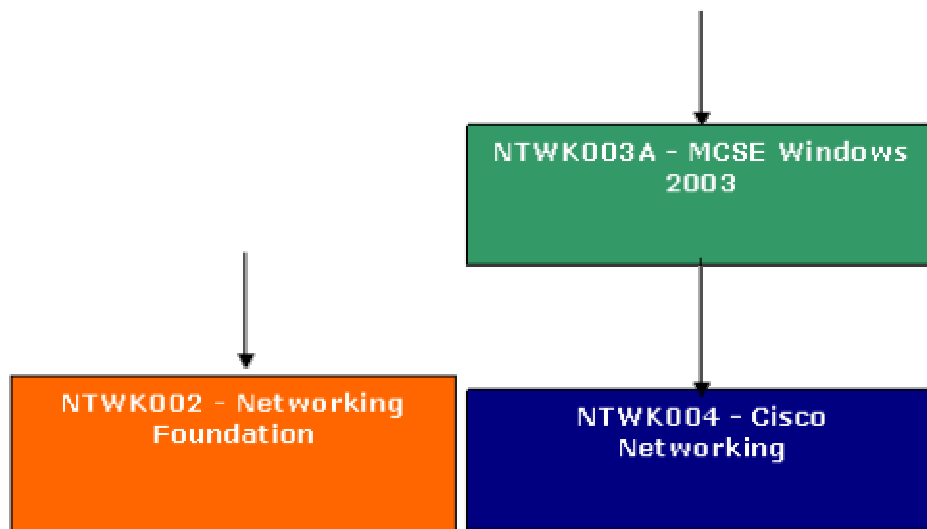 NTWK003A - MCSE Windows
2003
NTWK002 - Networking
Foundation
NTWK004 - Cisco
Networking